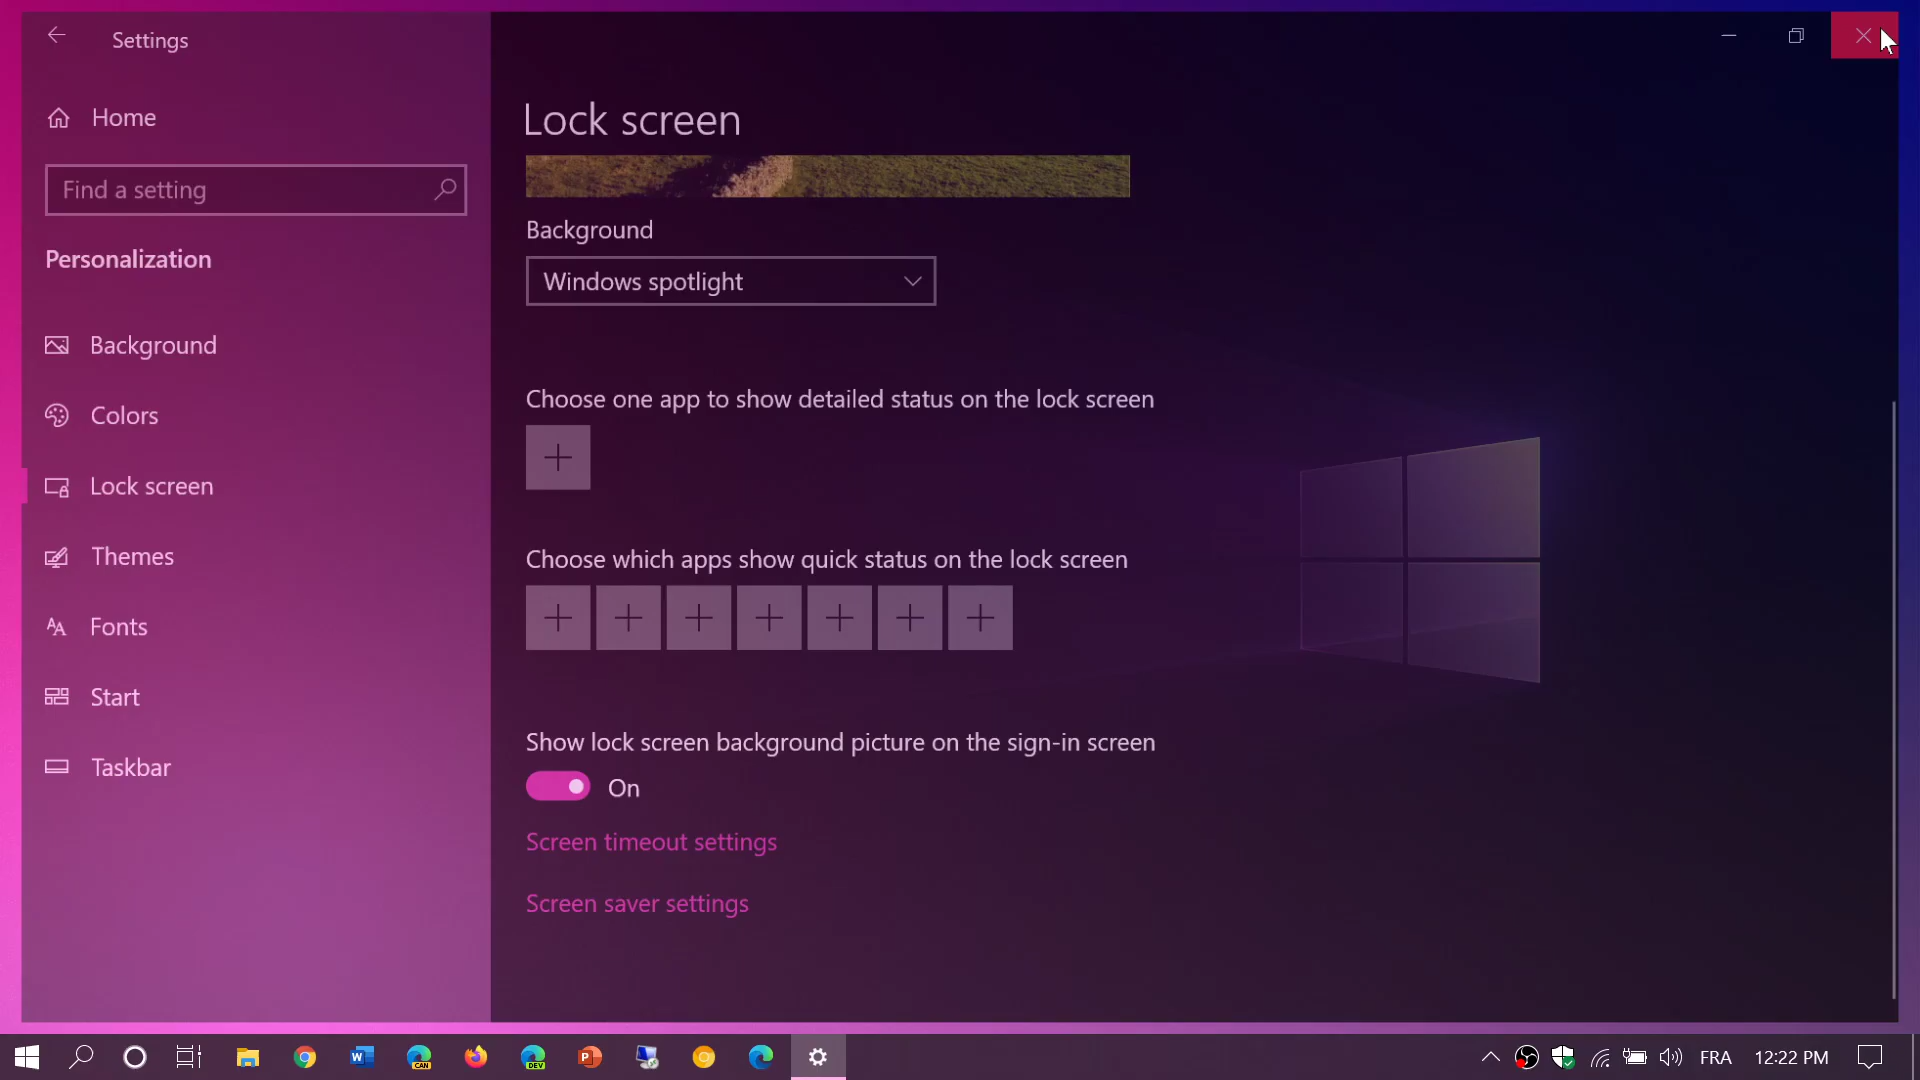 Settings
Home
Find a setting
Personalization
Background
Colors
Lock screen
Themes
Fonts
Start
Taskbar
Lock screen
Background
Windows spotlight
Choose one app to show detailed status on the lock screen
Choose which apps show quick status on the lock screen
Show lock screen background picture on the sign-in screen
On
Screen timeout settings
Screen saver settings
W
CAN
DEV
P
FRA
12:22 PM